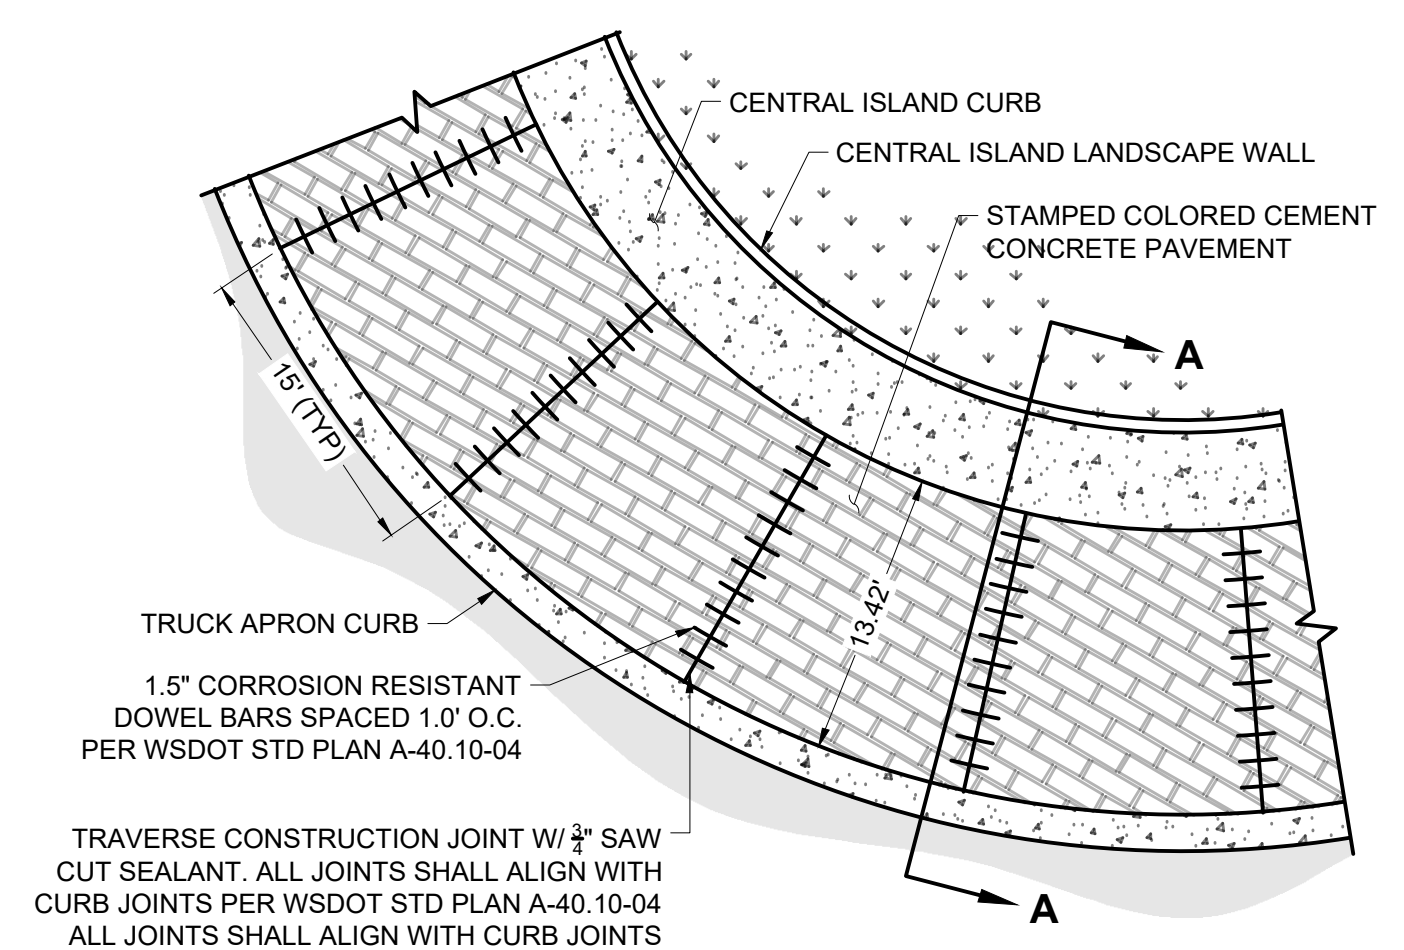 CENTRAL ISLAND CURB
CENTRAL ISLAND LANDSCAPE WALL
STAMPED COLORED CEMENT
CONCRETE PAVEMENT
A
15' (TYP)
13.42'
TRUCK APRON CURB
1.5" CORROSION RESISTANT
DOWEL BARS SPACED 1.0' O.C.
PER WSDOT STD PLAN A-40.10-04
TRAVERSE CONSTRUCTION JOINT W/ 3/4" SAW
CUT SEALANT. ALL JOINTS SHALL ALIGN WITH
CURB JOINTS PER WSDOT STD PLAN A-40.10-04
ALL JOINTS SHALL ALIGN WITH CURB JOINTS
A